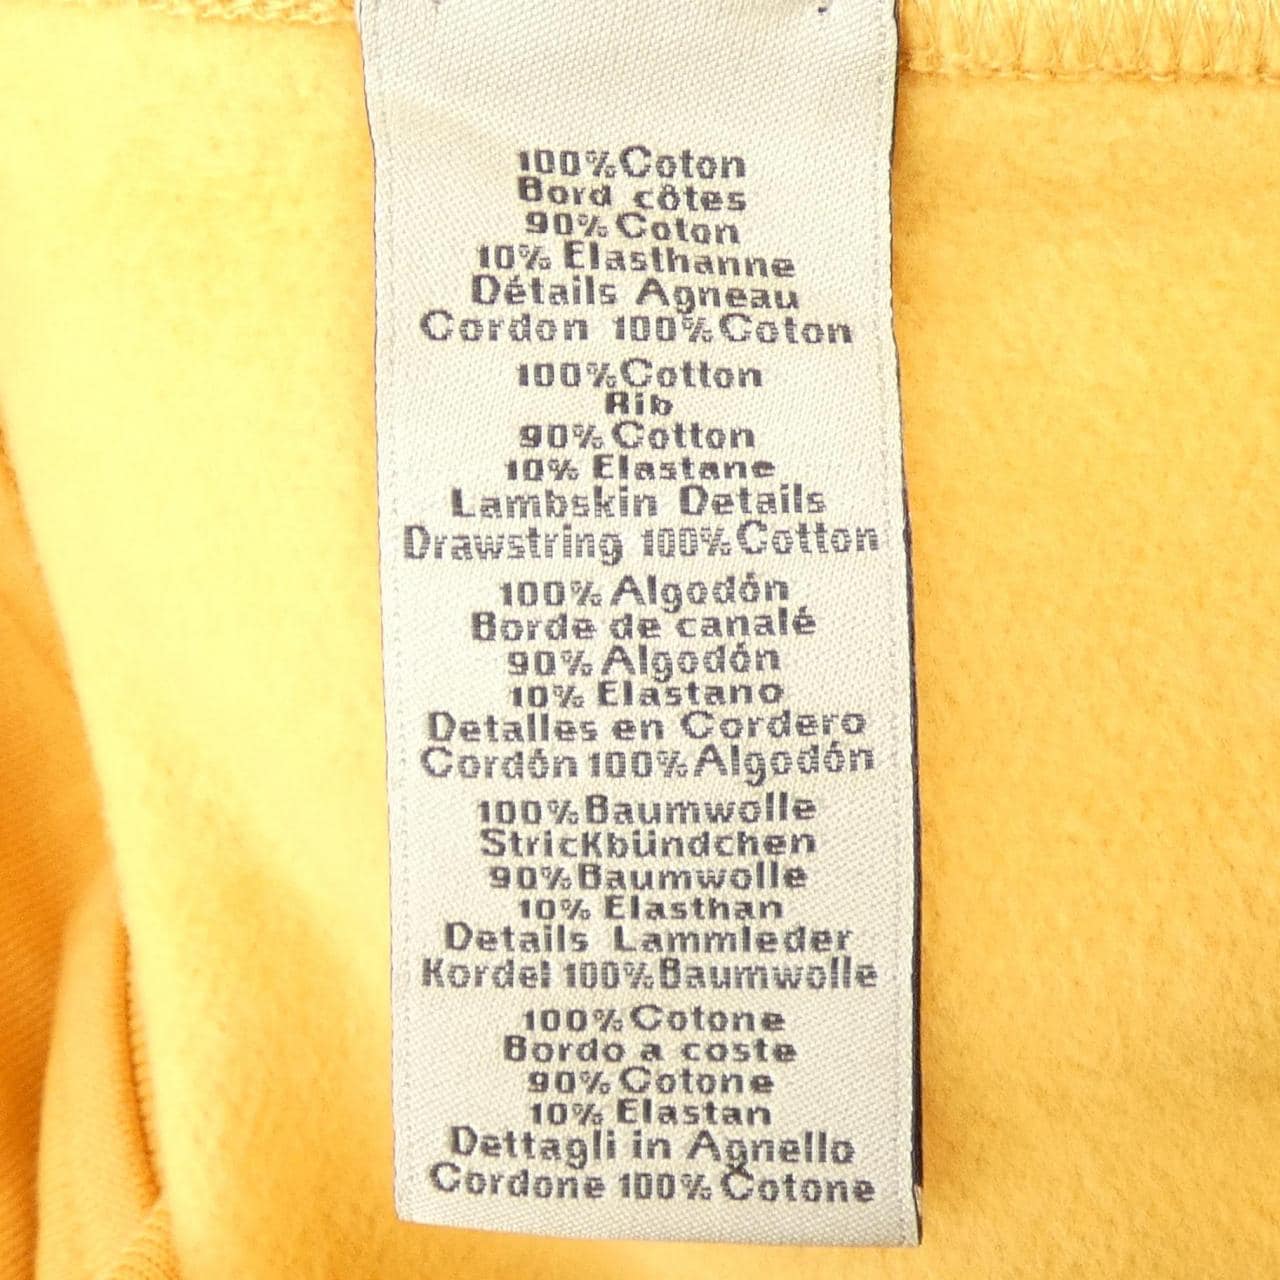 100% Coton
Bord côtes
90% Coton
10% Elasthanne
Détails Agneau
Cordon 100% Coton
100% Cotton
Rib
90% Cotton
10% Elastane
Lambskin Details
Drawstring 100% Cotton
100% Algodón
Borde de canalé
90% Algodón
10% Elastano
Detalles en Cordero
Cordón 100% Algodón
100% Baumwolle
Strickbündchen
90% Baumwolle
10% Elasthan
Details Lammleder
Kordel 100% Baumwolle
100% Cotone
Bordo a coste
90% Cotone
10% Elastan
Dettagli in Agnello
Cordone 100% Cotone